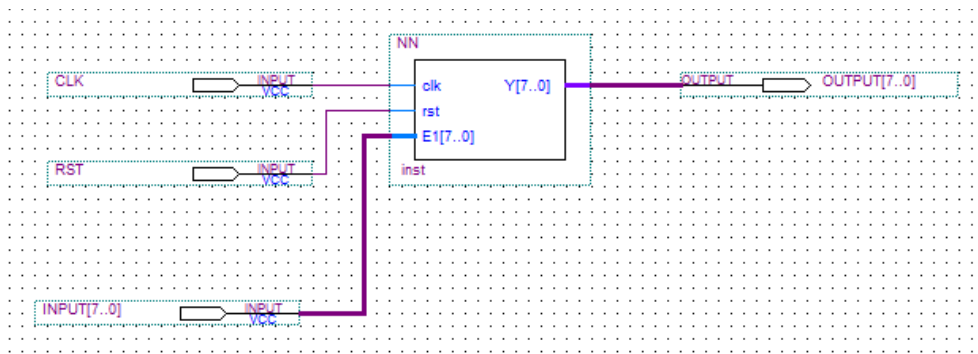 NN
CLK INPUT VCC
clk Y[7..0]
OUTPUT OUTPUT[7..0]
rst
E1[7..0]
RST INPUT VCC
inst
INPUT[7..0] INPUT VCC